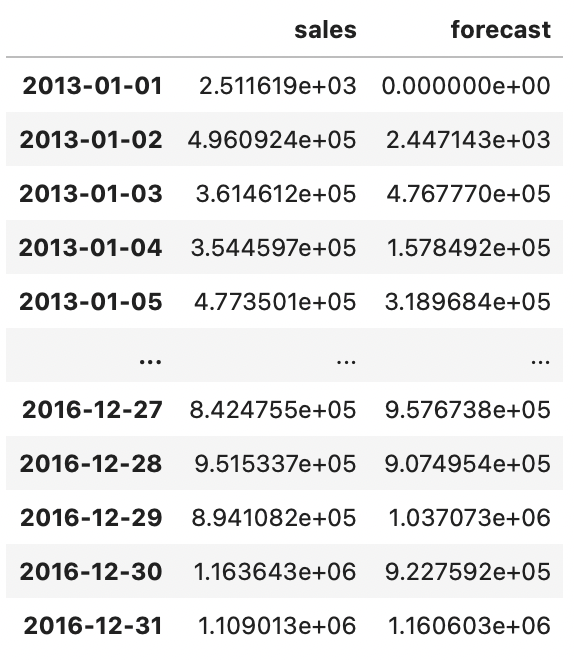 sales forecast
2013-01-01 2.511619e+03 0.000000e+00
2013-01-02 4.960924e+05 2.447143e+03
2013-01-03 3.614612e+05 4.767770e+05
2013-01-04 3.544597e+05 1.578492e+05
2013-01-05 4.773501e+05 3.189684e+05
... ... ...
2016-12-27 8.424755e+05 9.576738e+05
2016-12-28 9.515337e+05 9.074954e+05
2016-12-29 8.941082e+05 1.037073e+06
2016-12-30 1.163643e+06 9.227592e+05
2016-12-31 1.109013e+06 1.160603e+06